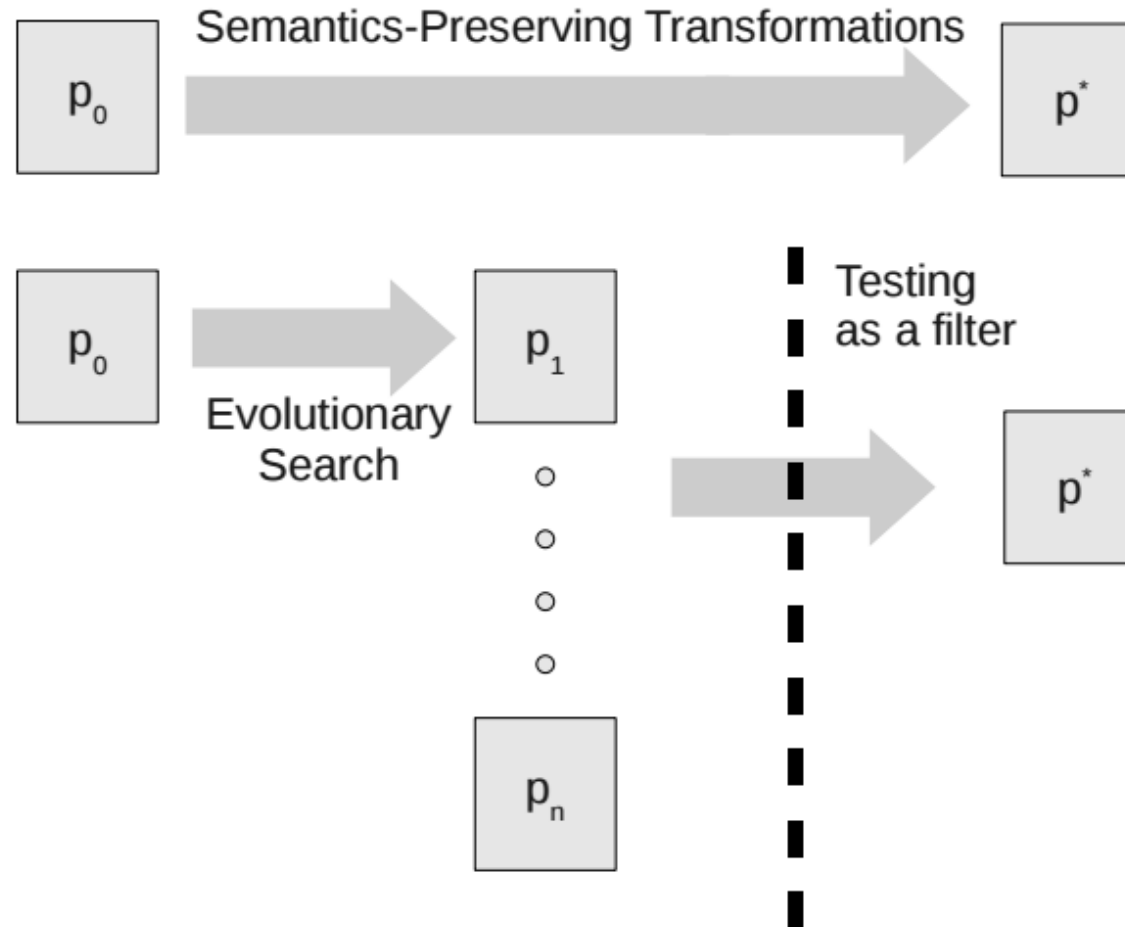 Semantics-Preserving Transformations
p₀
p*
p₀
p₁
Testing
as a filter
Evolutionary
Search
p*
pₙ